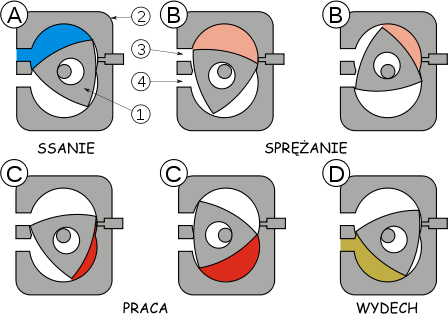 A 2 B B
3
4
1
SSANIE SPRĘŻANIE
C C D
PRACA WYDECH